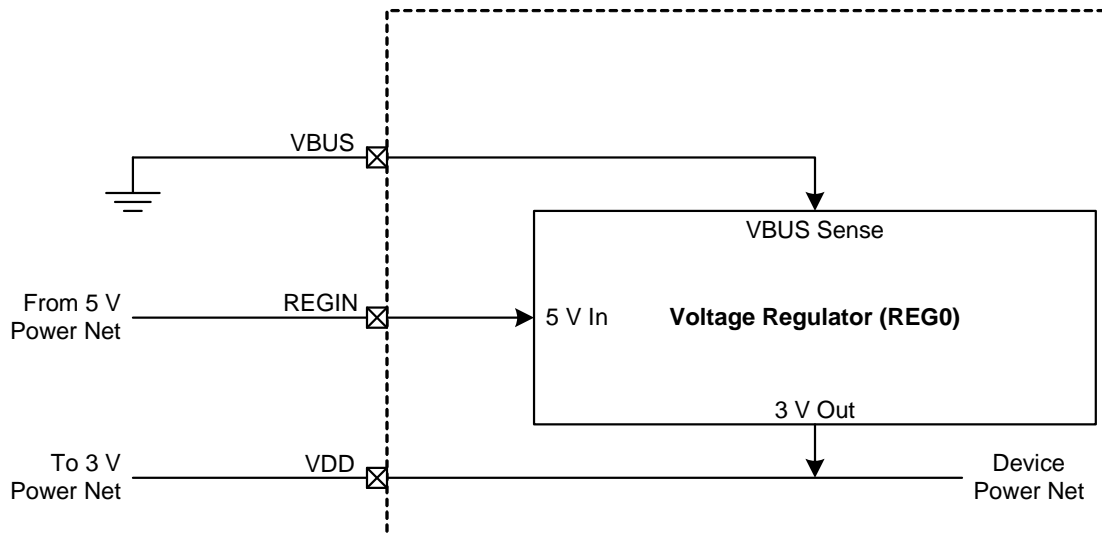 VBUS
VBUS Sense
From 5 V
Power Net
REGIN
5 V In
Voltage Regulator (REG0)
3 V Out
To 3 V
Power Net
VDD
Device
Power Net